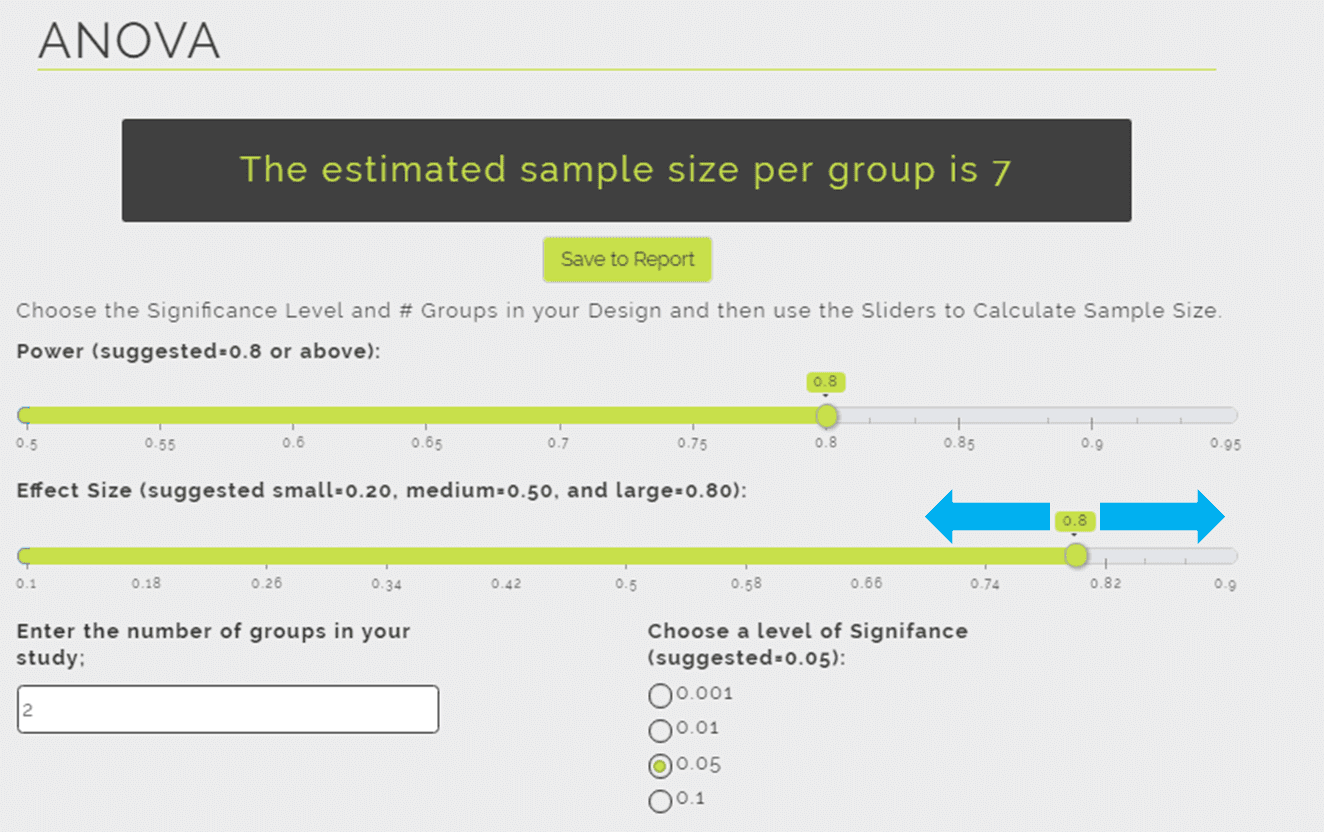 ANOVA
The estimated sample size per group is 7
Save to Report
Choose the Significance Level and # Groups in your Design and then use the Sliders to Calculate Sample Size.
Power (suggested=0.8 or above):
0.8
0.5 0.55 0.6 0.65 0.7 0.75 0.8 0.85 0.9 0.95
Effect Size (suggested small=0.20, medium=0.50, and large=0.80):
0.8
0.1 0.18 0.26 0.34 0.42 0.5 0.58 0.66 0.74 0.82 0.9
Enter the number of groups in your
study;
2
Choose a level of Signifance
(suggested=0.05):
0.001
0.01
0.05
0.1